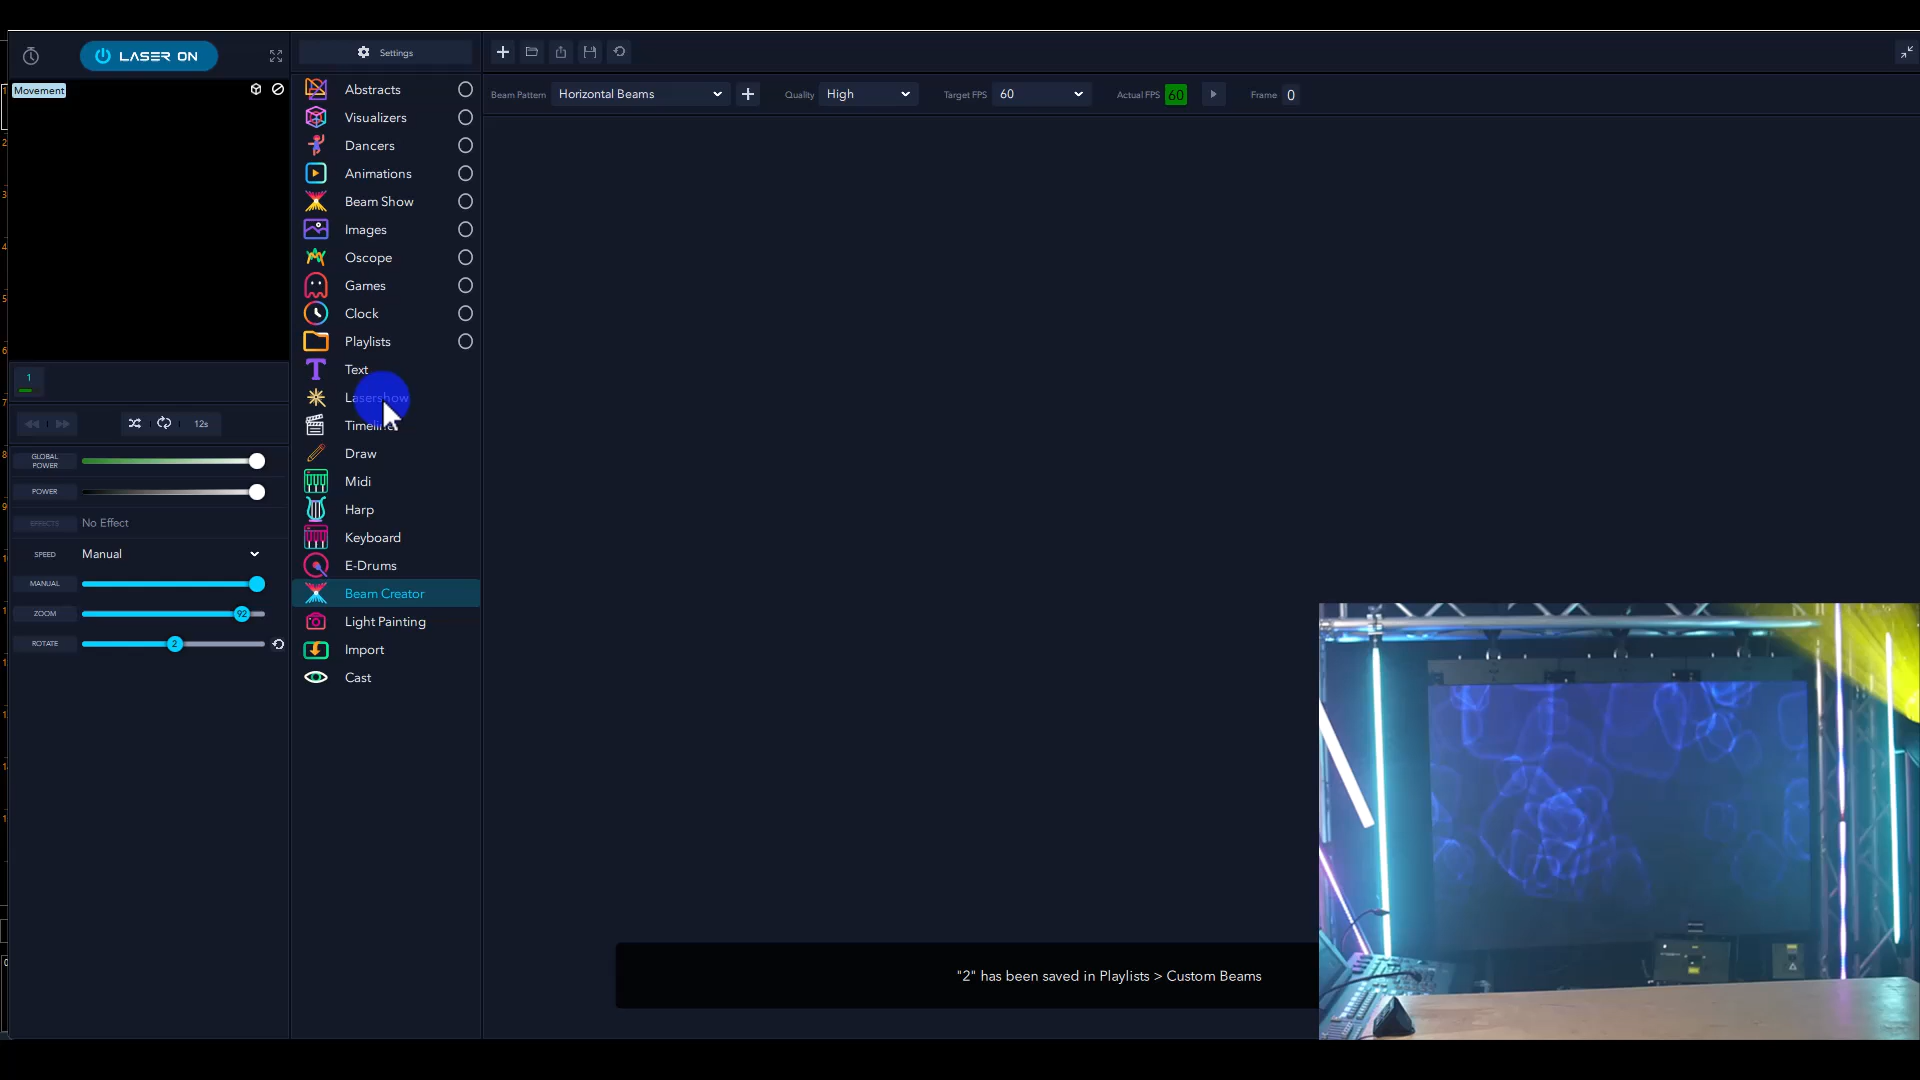 LASER ON
Settings
Movement
Abstracts
Visualizers
Dancers
Animations
Beam Show
Images
Oscope
Games
Clock
Playlists
Text
Lasershow
Timeline
Draw
Midi
Harp
Keyboard
E-Drums
Beam Creator
Light Painting
Import
Cast
Beam Pattern Horizontal Beams Quality High Target FPS 60 Actual FPS 60 Frame 0
1
12s
GLOBAL POWER
POWER
EFFECTS No Effect
SPEED Manual
MANUAL
ZOOM 92
ROTATE 2
"2" has been saved in Playlists > Custom Beams